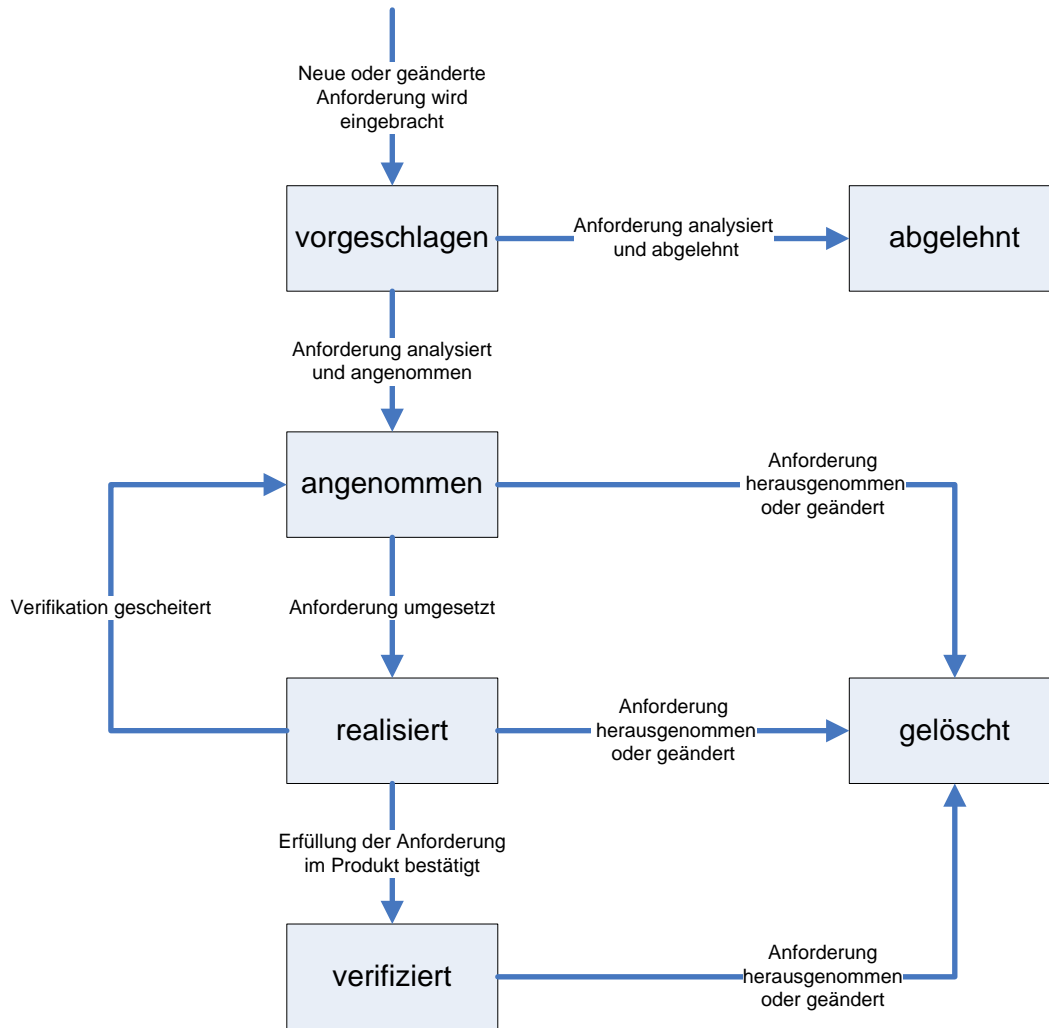 Neue oder geänderte
Anforderung wird
eingebracht
vorgeschlagen
Anforderung analysiert
und abgelehnt
abgelehnt
Anforderung analysiert
und angenommen
angenommen
Anforderung
herausgenommen
oder geändert
Verifikation gescheitert
Anforderung umgesetzt
realisiert
Anforderung
herausgenommen
oder geändert
gelöscht
Erfüllung der Anforderung
im Produkt bestätigt
verifiziert
Anforderung
herausgenommen
oder geändert